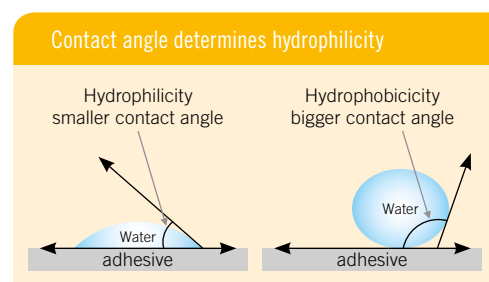 Contact angle determines hydrophilicity
Hydrophilicity
smaller contact angle
Water
adhesive
Hydrophobicicity
bigger contact angle
Water
adhesive